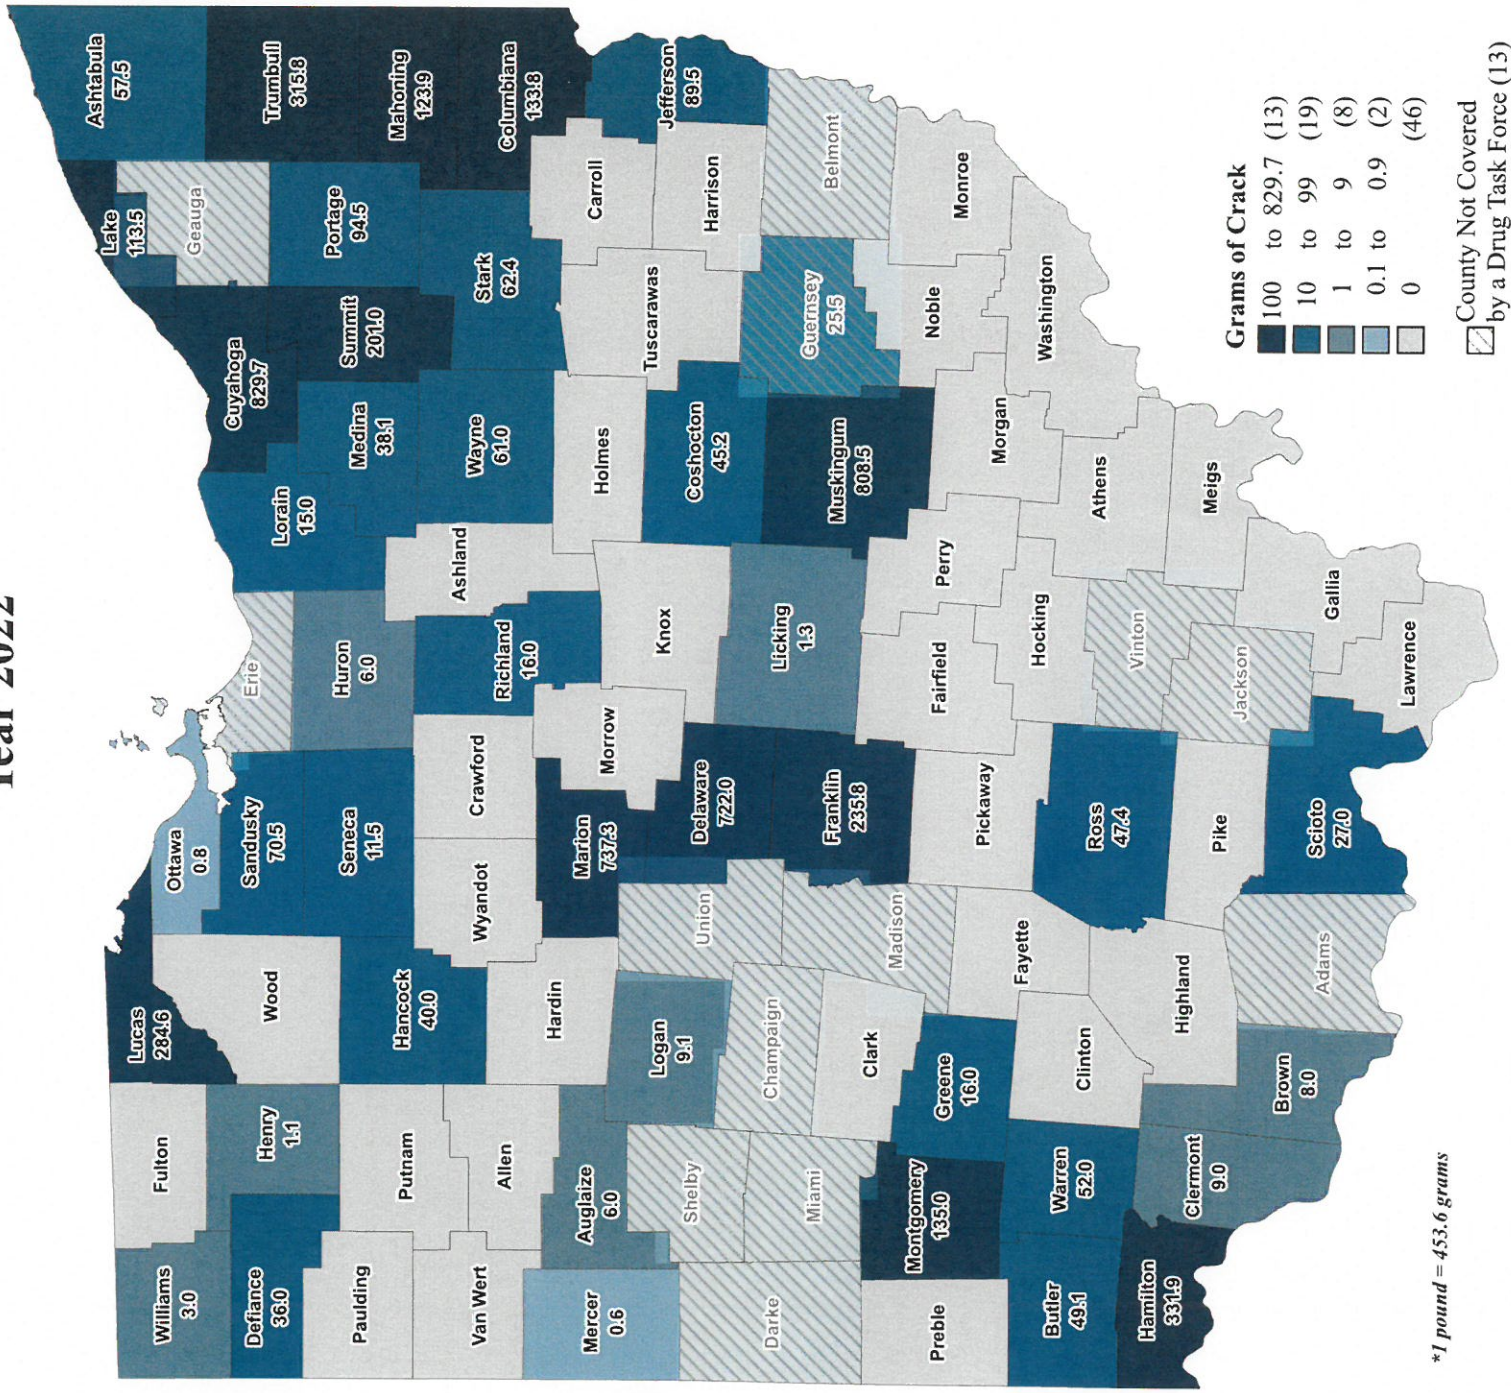 Year 2022
Ashtabula
57.5
Lake
113.5
Lucas
284.6
Fulton
Williams
3.0
Ottawa
0.8
Geauga
Cuyahoga
829.7
Trumbull
315.8
Wood
Henry
1.1
Defiance
36.0
Sandusky
70.5
Erie
Lorain
15.0
Portage
94.5
Summit
201.0
Medina
38.1
Huron
6.0
Seneca
11.5
Hancock
40.0
Putnam
Paulding
Mahoning
123.9
Ashland
Wayne
61.0
Stark
62.4
Columbiana
133.8
Crawford
Wyandot
Richland
16.0
Allen
Van Wert
Hardin
Carroll
Holmes
Tuscarawas
Jefferson
89.5
Marion
737.3
Morrow
Knox
Auglaize
6.0
Mercer
0.6
Logan
9.1
Harrison
Coshocton
45.2
Union
Delaware
722.0
Shelby
Darke
Champaign
Licking
1.3
Muskingum
808.5
Guernsey
25.5
Belmont
Miami
Franklin
235.8
Clark
Madison
Fairfield
Perry
Noble
Monroe
Montgomery
135.0
Preble
Greene
16.0
Pickaway
Fayette
Morgan
Washington
Hocking
Athens
Butler
49.1
Warren
52.0
Clinton
Ross
47.4
Vinton
Hamilton
331.9
Clermont
9.0
Highland
Pike
Jackson
Meigs
Brown
8.0
Adams
Scioto
27.0
Gallia
Lawrence
Grams of Crack
100 to 829.7 (13)
10 to 99 (19)
1 to 9 (8)
0.1 to 0.9 (2)
0 (46)
County Not Covered
by a Drug Task Force (13)
*1 pound = 453.6 grams